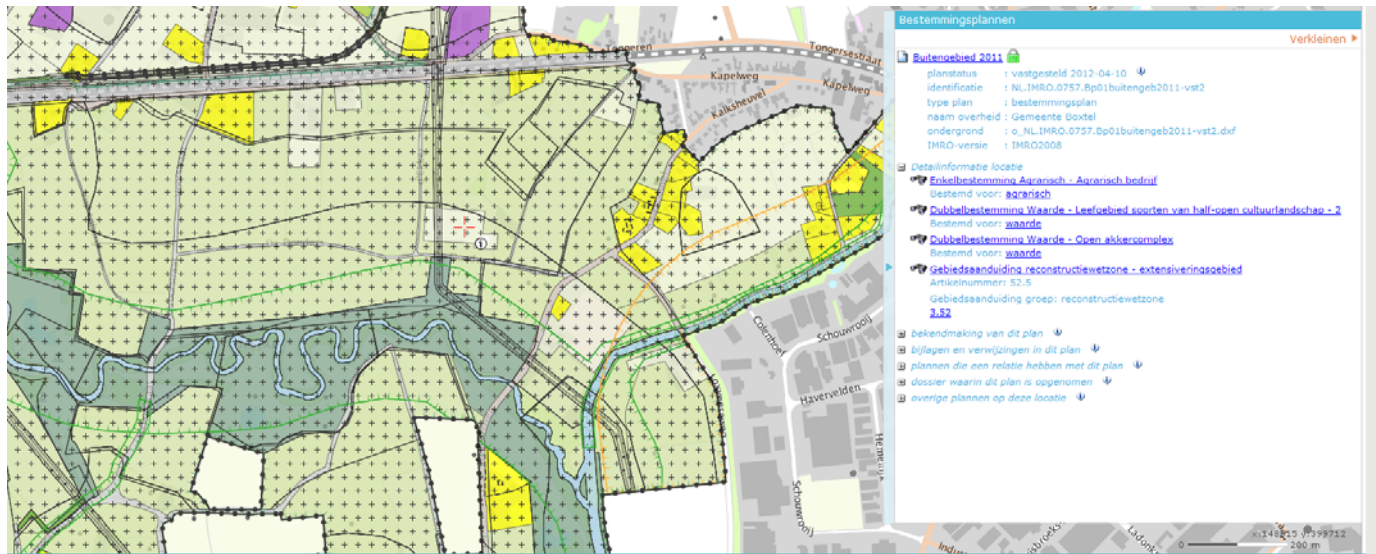 Tongeren
Tongersestraat
Kapelweg
Kapelweg
Kalksheuvel
Colenhoef
Schouwrooij
Havervelden
Schouwrooij
Bestemmingsplannen
Verkleinen
Buitengebied 2011
planstatus : vastgesteld 2012-04-10
identificatie : NL.IMRO.0757.Bp01buitengeb2011-vst2
type plan : bestemmingsplan
naam overheid : Gemeente Boxtel
ondergrond : o_NL.IMRO.0757.Bp01buitengeb2011-vst2.dxf
IMRO-versie : IMRO2008
Detailinformatie locatie
Enkelbestemming Agrarisch - Agrarisch bedrijf
Bestemd voor: agrarisch
Dubbelbestemming Waarde - Leefgebied soorten van half-open cultuurlandschap - 2
Bestemd voor: waarde
Dubbelbestemming Waarde - Open akkercomplex
Bestemd voor: waarde
Gebiedsaanduiding reconstructiewetzone - extensiveringsgebied
Artikelnummer: 52.5
Gebiedsaanduiding groep: reconstructiewetzone
3.52
bekendmaking van dit plan
bijlagen en verwijzingen in dit plan
plannen die een relatie hebben met dit plan
dossier waarin dit plan is opgenomen
overige plannen op deze locatie
0 200 m